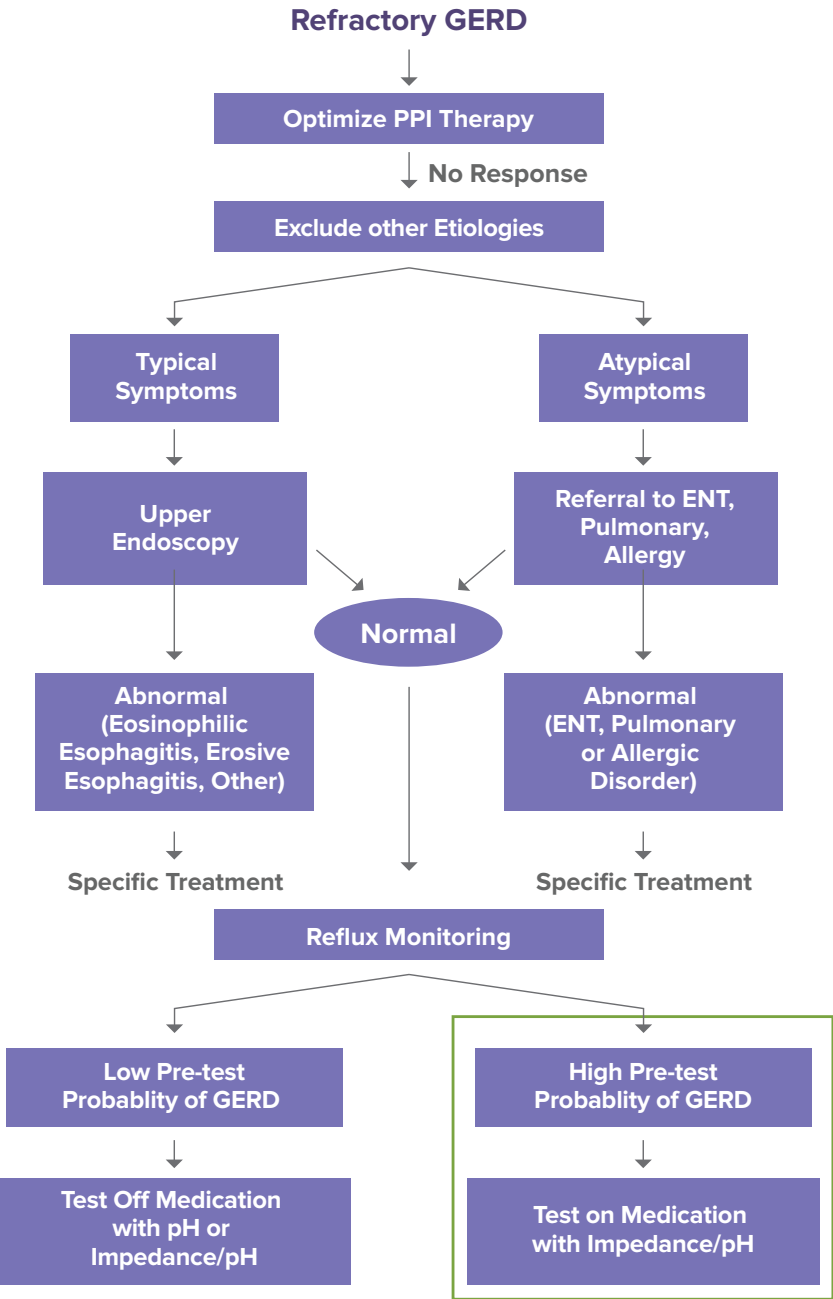 Refractory GERD
Optimize PPI Therapy
No Response
Exclude other Etiologies
Typical
Symptoms
Atypical
Symptoms
Upper
Endoscopy
Referral to ENT,
Pulmonary,
Allergy
Normal
Abnormal
(Eosinophilic
Esophagitis, Erosive
Esophagitis, Other)
Abnormal
(ENT, Pulmonary
or Allergic
Disorder)
Specific Treatment
Specific Treatment
Reflux Monitoring
Low Pre-test
Probablity of GERD
High Pre-test
Probablity of GERD
Test Off Medication
with pH or
Impedance/pH
Test on Medication
with Impedance/pH